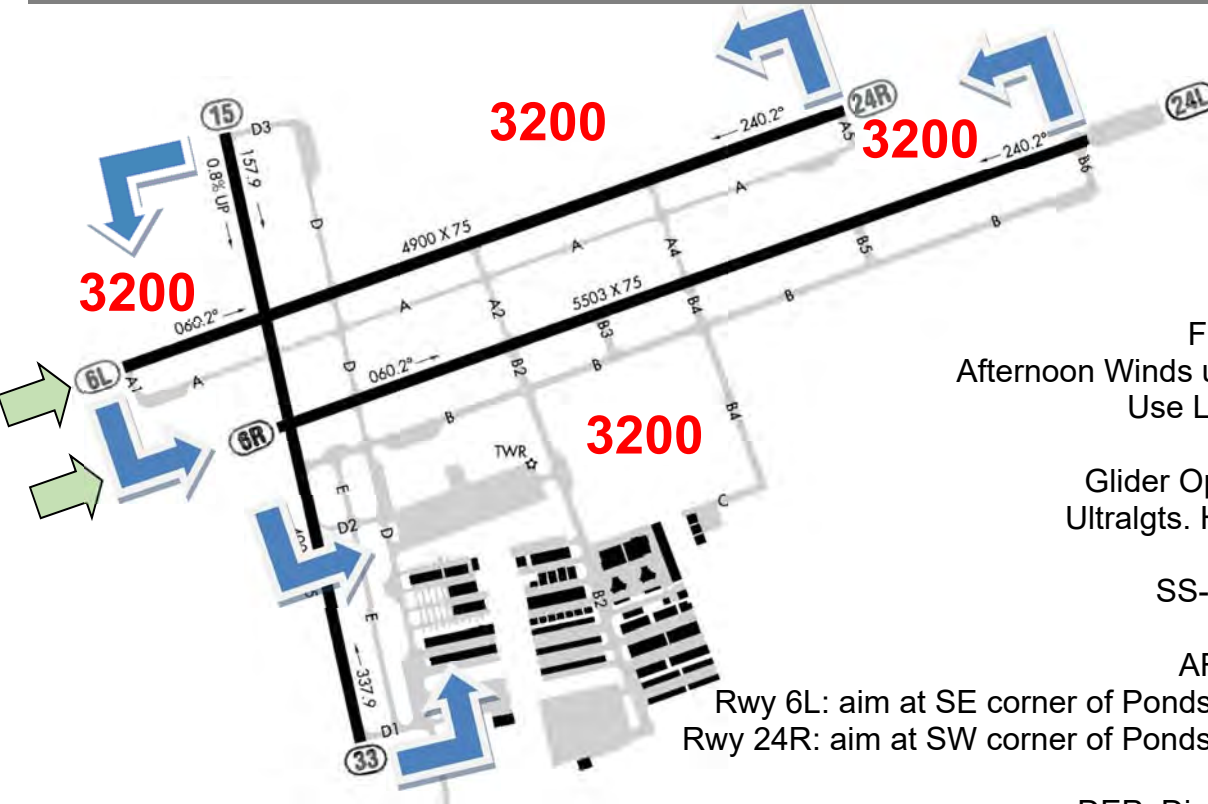 15
D3
157.9
0.8% UP
D
3200
240.2°
24R
A5
3200
240.2°
24L
B6
A
4900 X 75
A
A4
B5
B
3200
060.2°
A
A2
5503 X 75
B4
B
6L
A1
A
D
060.2°
B2
B3
B
6R
B
3200
B4
TWR
E
D2
D
C
B2
E
337.9
D1
33
F
Afternoon Winds u
Use L
Glider Op
Ultralgts. H
SS-
AR
Rwy 6L: aim at SE corner of Ponds
Rwy 24R: aim at SW corner of Ponds